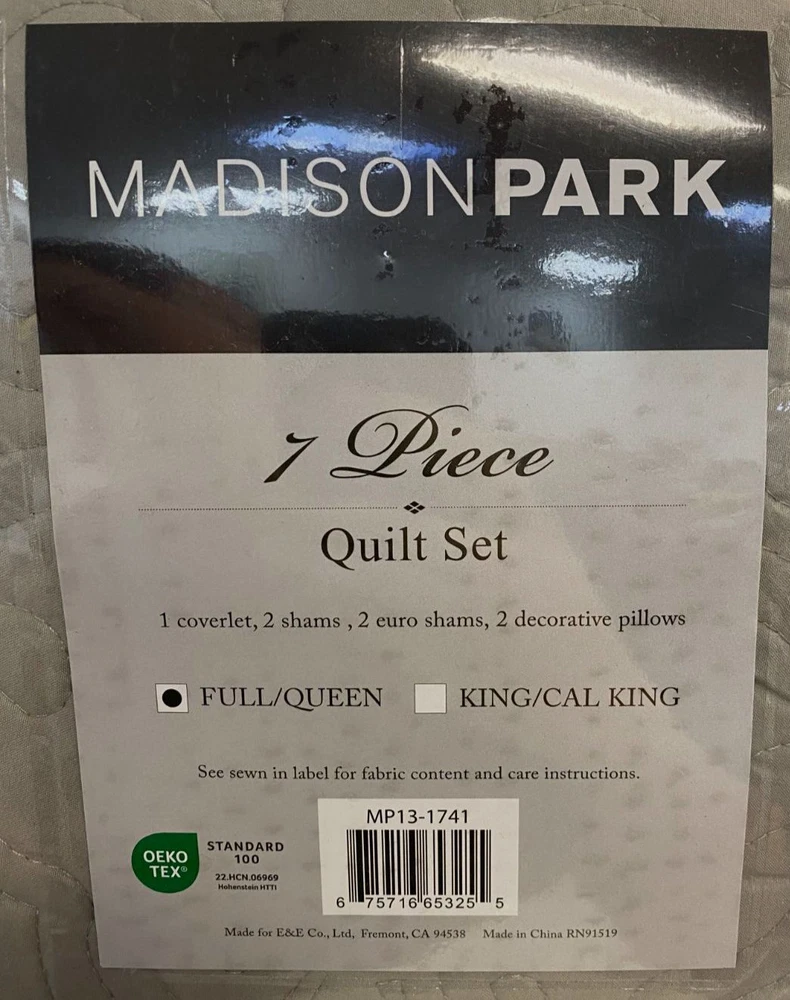 MADISONPARK
7 Piece
Quilt Set
1 coverlet, 2 shams , 2 euro shams, 2 decorative pillows
FULL/QUEEN KING/CAL KING
See sewn in label for fabric content and care instructions.
MP13-1741
OEKO
TEX®
STANDARD
100
22.HCN.06969
Hohenstein HTTI
6 75716 65325 5
Made for E&E Co., Ltd, Fremont, CA 94538 Made in China RN91519